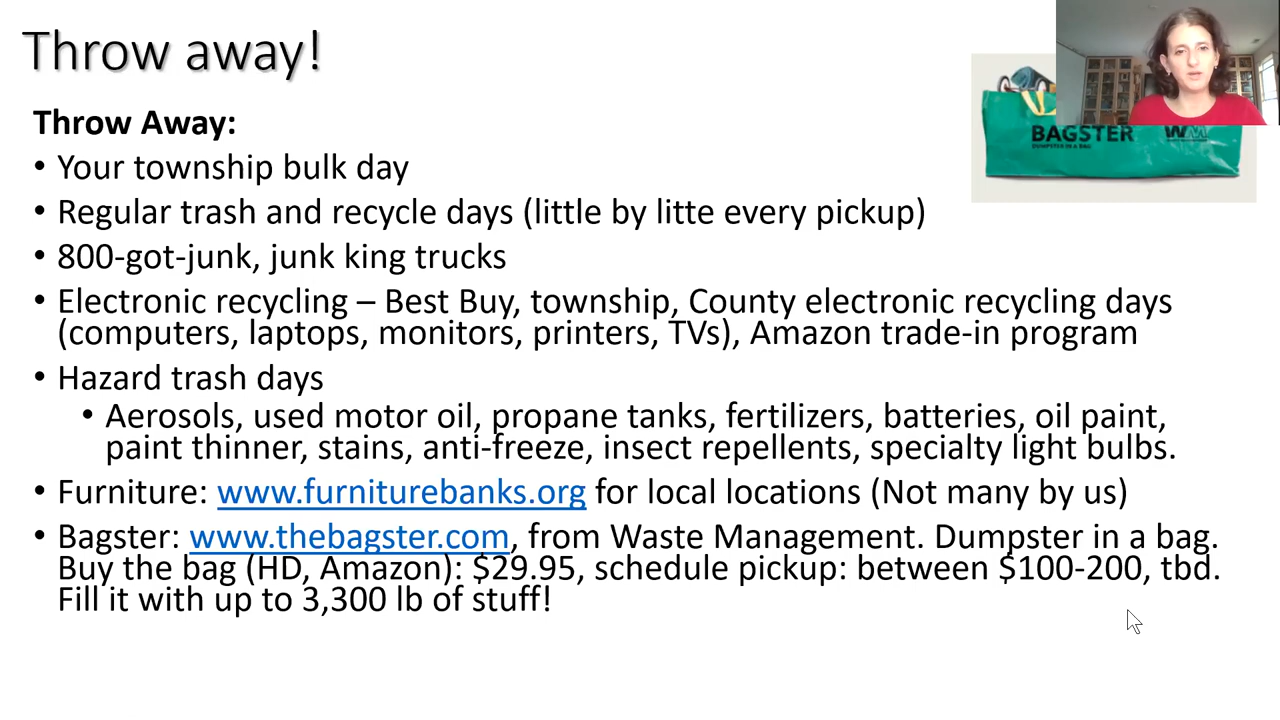 Throw away!
Throw Away:
• Your township bulk day
• Regular trash and recycle days (little by litte every pickup)
• 800-got-junk, junk king trucks
• Electronic recycling – Best Buy, township, County electronic recycling days
(computers, laptops, monitors, printers, TVs), Amazon trade-in program
• Hazard trash days
• Aerosols, used motor oil, propane tanks, fertilizers, batteries, oil paint,
paint thinner, stains, anti-freeze, insect repellents, specialty light bulbs.
• Furniture: www.furniturebanks.org for local locations (Not many by us)
• Bagster: www.thebagster.com, from Waste Management. Dumpster in a bag.
Buy the bag (HD, Amazon): $29.95, schedule pickup: between $100-200, tbd.
Fill it with up to 3,300 lb of stuff!
BAGSTER WM
DUMPSTER IN A BAG